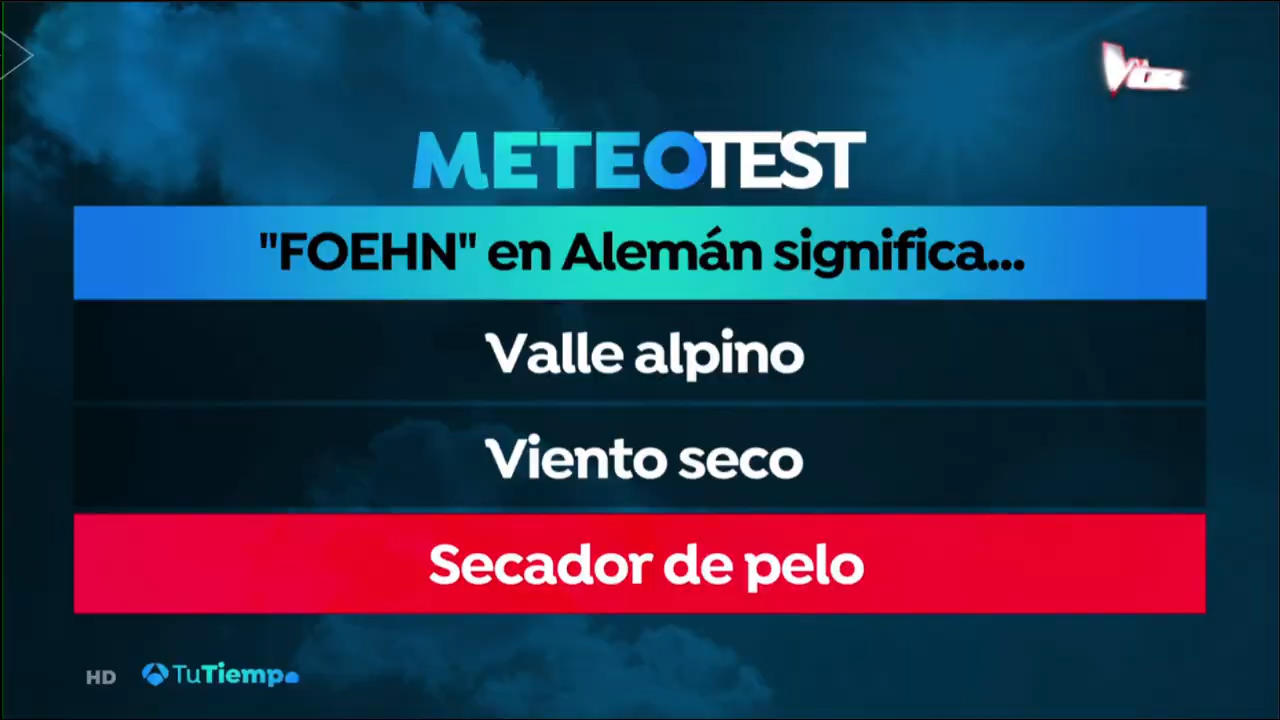 METEOTEST
"FOEHN" en Alemán significa...
Valle alpino
Viento seco
Secador de pelo
HD TuTiempo